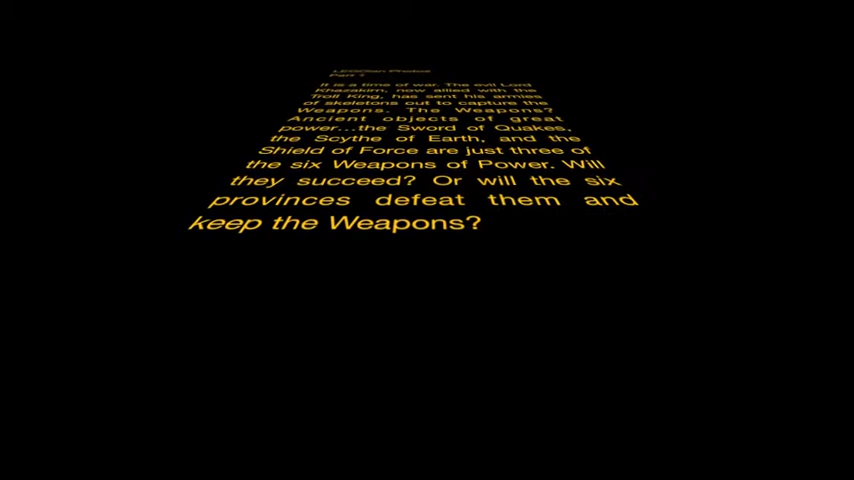 Part 1
It is a time of war. The evil Lord
Khazakirn, now allied with the
Troll King, has sent his armies
of skeletons out to capture the
Weapons. The Weapons?
Ancient objects of great
power...the Sword of Quakes,
the Scythe of Earth, and the
Shield of Force are just three of
the six Weapons of Power. Will
they succeed? Or will the six
provinces defeat them and
keep the Weapons?